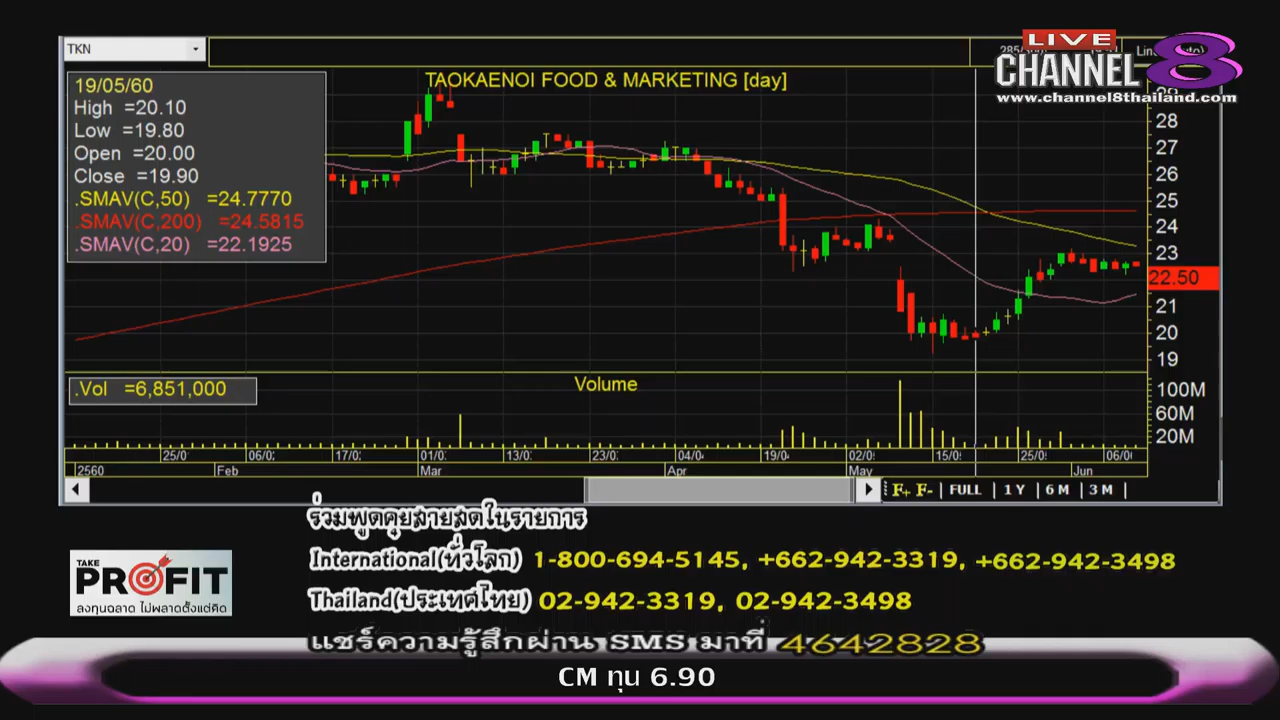 TKN
LIVE
CHANNEL 8
www.channel8thailand.com
TAOKAENOI FOOD & MARKETING [day]
19/05/60
High =20.10
Low =19.80
Open =20.00
Close =19.90
.SMAV(C,50) =24.7770
.SMAV(C,200) =24.5815
.SMAV(C,20) =22.1925
28
27
26
25
24
23
22.50
21
20
19
.Vol =6,851,000
Volume
100M
60M
20M
25/0 06/0 17/0 01/0 13/0 23/0 04/0 19/0 02/0 15/0 25/0 06/0
2560 Feb Mar Apr May Jun
F+ F- FULL 1 Y 6 M 3 M
ร่วมพูดคุยสายสดในรายการ
International(ทั่วโลก) 1-800-694-5145, +662-942-3319, +662-942-3498
Thailand(ประเทศไทย) 02-942-3319, 02-942-3498
แชร์ความรู้สึกผ่าน SMS มาที่ 4642828
TAKE
PROFIT
ลงทุนฉลาด ไม่พลาดตั้งแต่คิด
CM ทุน 6.90